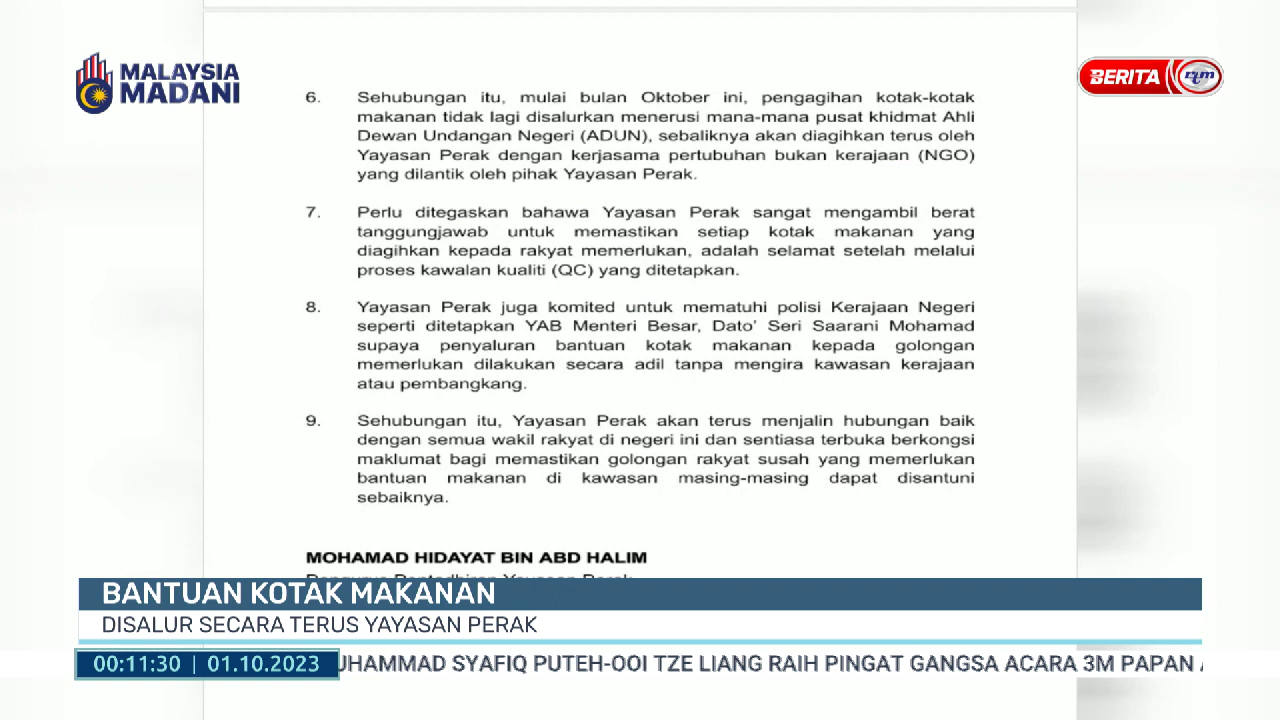 MALAYSIA
MADANI
BERITA rtm
6. Sehubungan itu, mulai bulan Oktober ini, pengagihan kotak-kotak
makanan tidak lagi disalurkan menerusi mana-mana pusat khidmat Ahli
Dewan Undangan Negeri (ADUN), sebaliknya akan diagihkan terus oleh
Yayasan Perak dengan kerjasama pertubuhan bukan kerajaan (NGO)
yang dilantik oleh pihak Yayasan Perak.
7. Perlu ditegaskan bahawa Yayasan Perak sangat mengambil berat
tanggungjawab untuk memastikan setiap kotak makanan yang
diagihkan kepada rakyat memerlukan, adalah selamat setelah melalui
proses kawalan kualiti (QC) yang ditetapkan.
8. Yayasan Perak juga komited untuk mematuhi polisi Kerajaan Negeri
seperti ditetapkan YAB Menteri Besar, Dato' Seri Saarani Mohamad
supaya penyaluran bantuan kotak makanan kepada golongan
memerlukan dilakukan secara adil tanpa mengira kawasan kerajaan
atau pembangkang.
9. Sehubungan itu, Yayasan Perak akan terus menjalin hubungan baik
dengan semua wakil rakyat di negeri ini dan sentiasa terbuka berkongsi
maklumat bagi memastikan golongan rakyat susah yang memerlukan
bantuan makanan di kawasan masing-masing dapat disantuni
sebaiknya.
MOHAMAD HIDAYAT BIN ABD HALIM
BANTUAN KOTAK MAKANAN
DISALUR SECARA TERUS YAYASAN PERAK
00:11:30 | 01.10.2023 UHAMMAD SYAFIQ PUTEH-OOI TZE LIANG RAIH PINGAT GANGSA ACARA 3M PAPAN